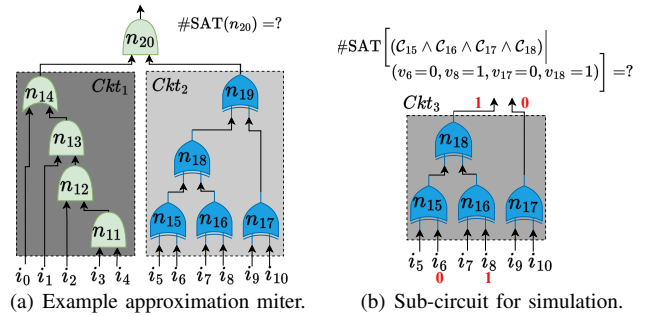 #SAT(n20) =?
n20
Ckt1
Ckt2
n14
n19
n13
n18
n12
n15
n16
n17
n11
i0 i1 i2 i3 i4 i5 i6 i7 i8 i9 i10
(a) Example approximation miter.
#SAT[(𝒞15 ∧ 𝒞16 ∧ 𝒞17 ∧ 𝒞18)|
(v6=0, v8=1, v17=0, v18=1)] =?
Ckt3
1 0
n18
n15
n16
n17
i5 i6 i7 i8 i9 i10
0 1
(b) Sub-circuit for simulation.